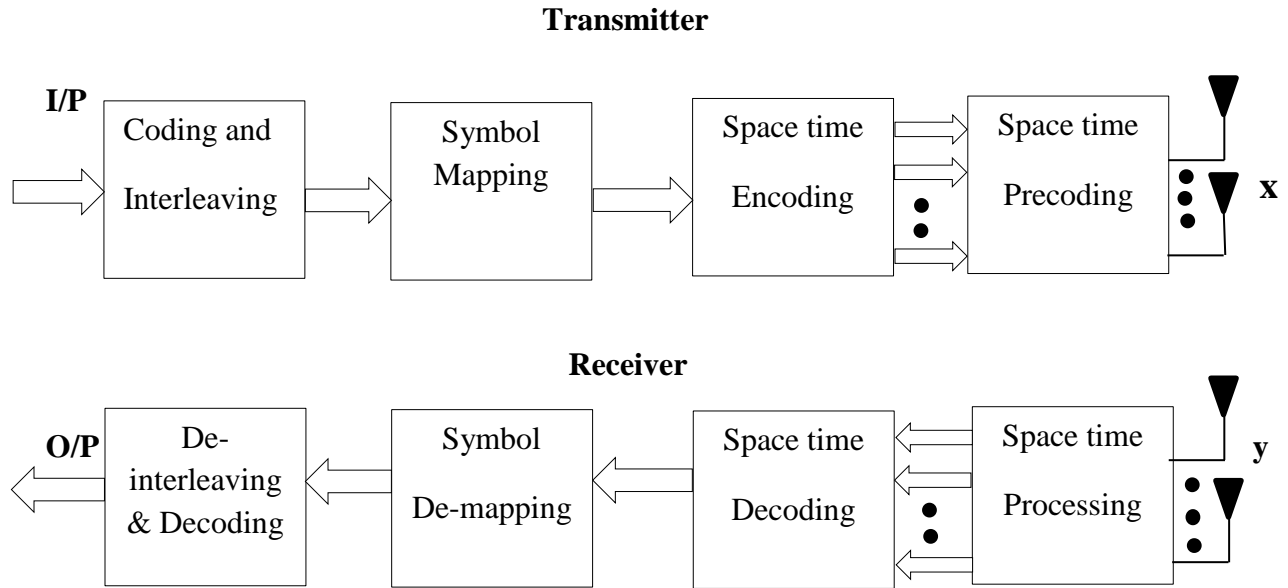 Transmitter
I/P
Coding and
Interleaving
Symbol
Mapping
Space time
Encoding
Space time
Precoding
x
Receiver
O/P
De-
interleaving
& Decoding
Symbol
De-mapping
Space time
Decoding
Space time
Processing
y